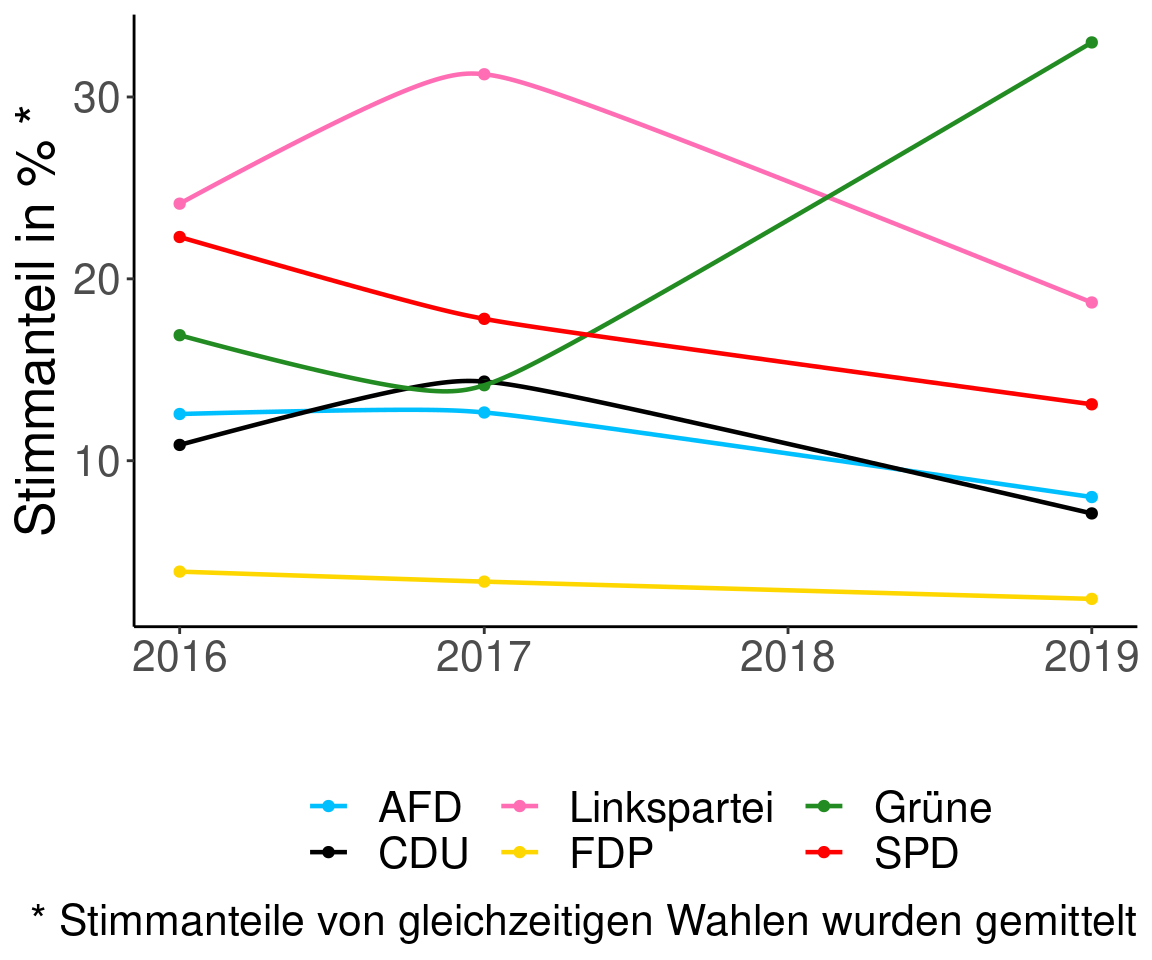 Stimmanteil in % *
30
20
10
2016 2017 2018 2019
AFD Linkspartei Grüne
CDU FDP SPD
* Stimmanteile von gleichzeitigen Wahlen wurden gemittelt